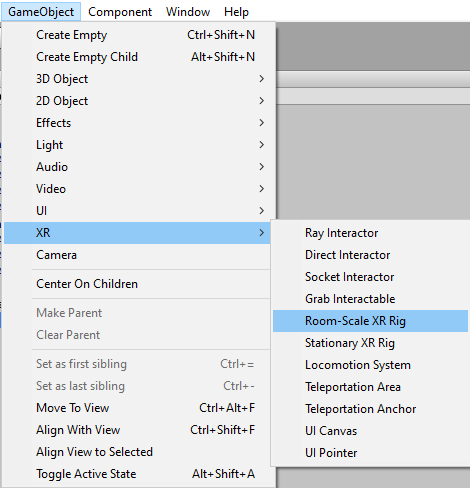 GameObject Component Window Help
Create Empty Ctrl+Shift+N
Create Empty Child Alt+Shift+N
3D Object
2D Object
Effects
Light
Audio
Video
UI
XR
Camera
Center On Children
Make Parent
Clear Parent
Set as first sibling Ctrl+=
Set as last sibling Ctrl+-
Move To View Ctrl+Alt+F
Align With View Ctrl+Shift+F
Align View to Selected
Toggle Active State Alt+Shift+A
Ray Interactor
Direct Interactor
Socket Interactor
Grab Interactable
Room-Scale XR Rig
Stationary XR Rig
Locomotion System
Teleportation Area
Teleportation Anchor
UI Canvas
UI Pointer